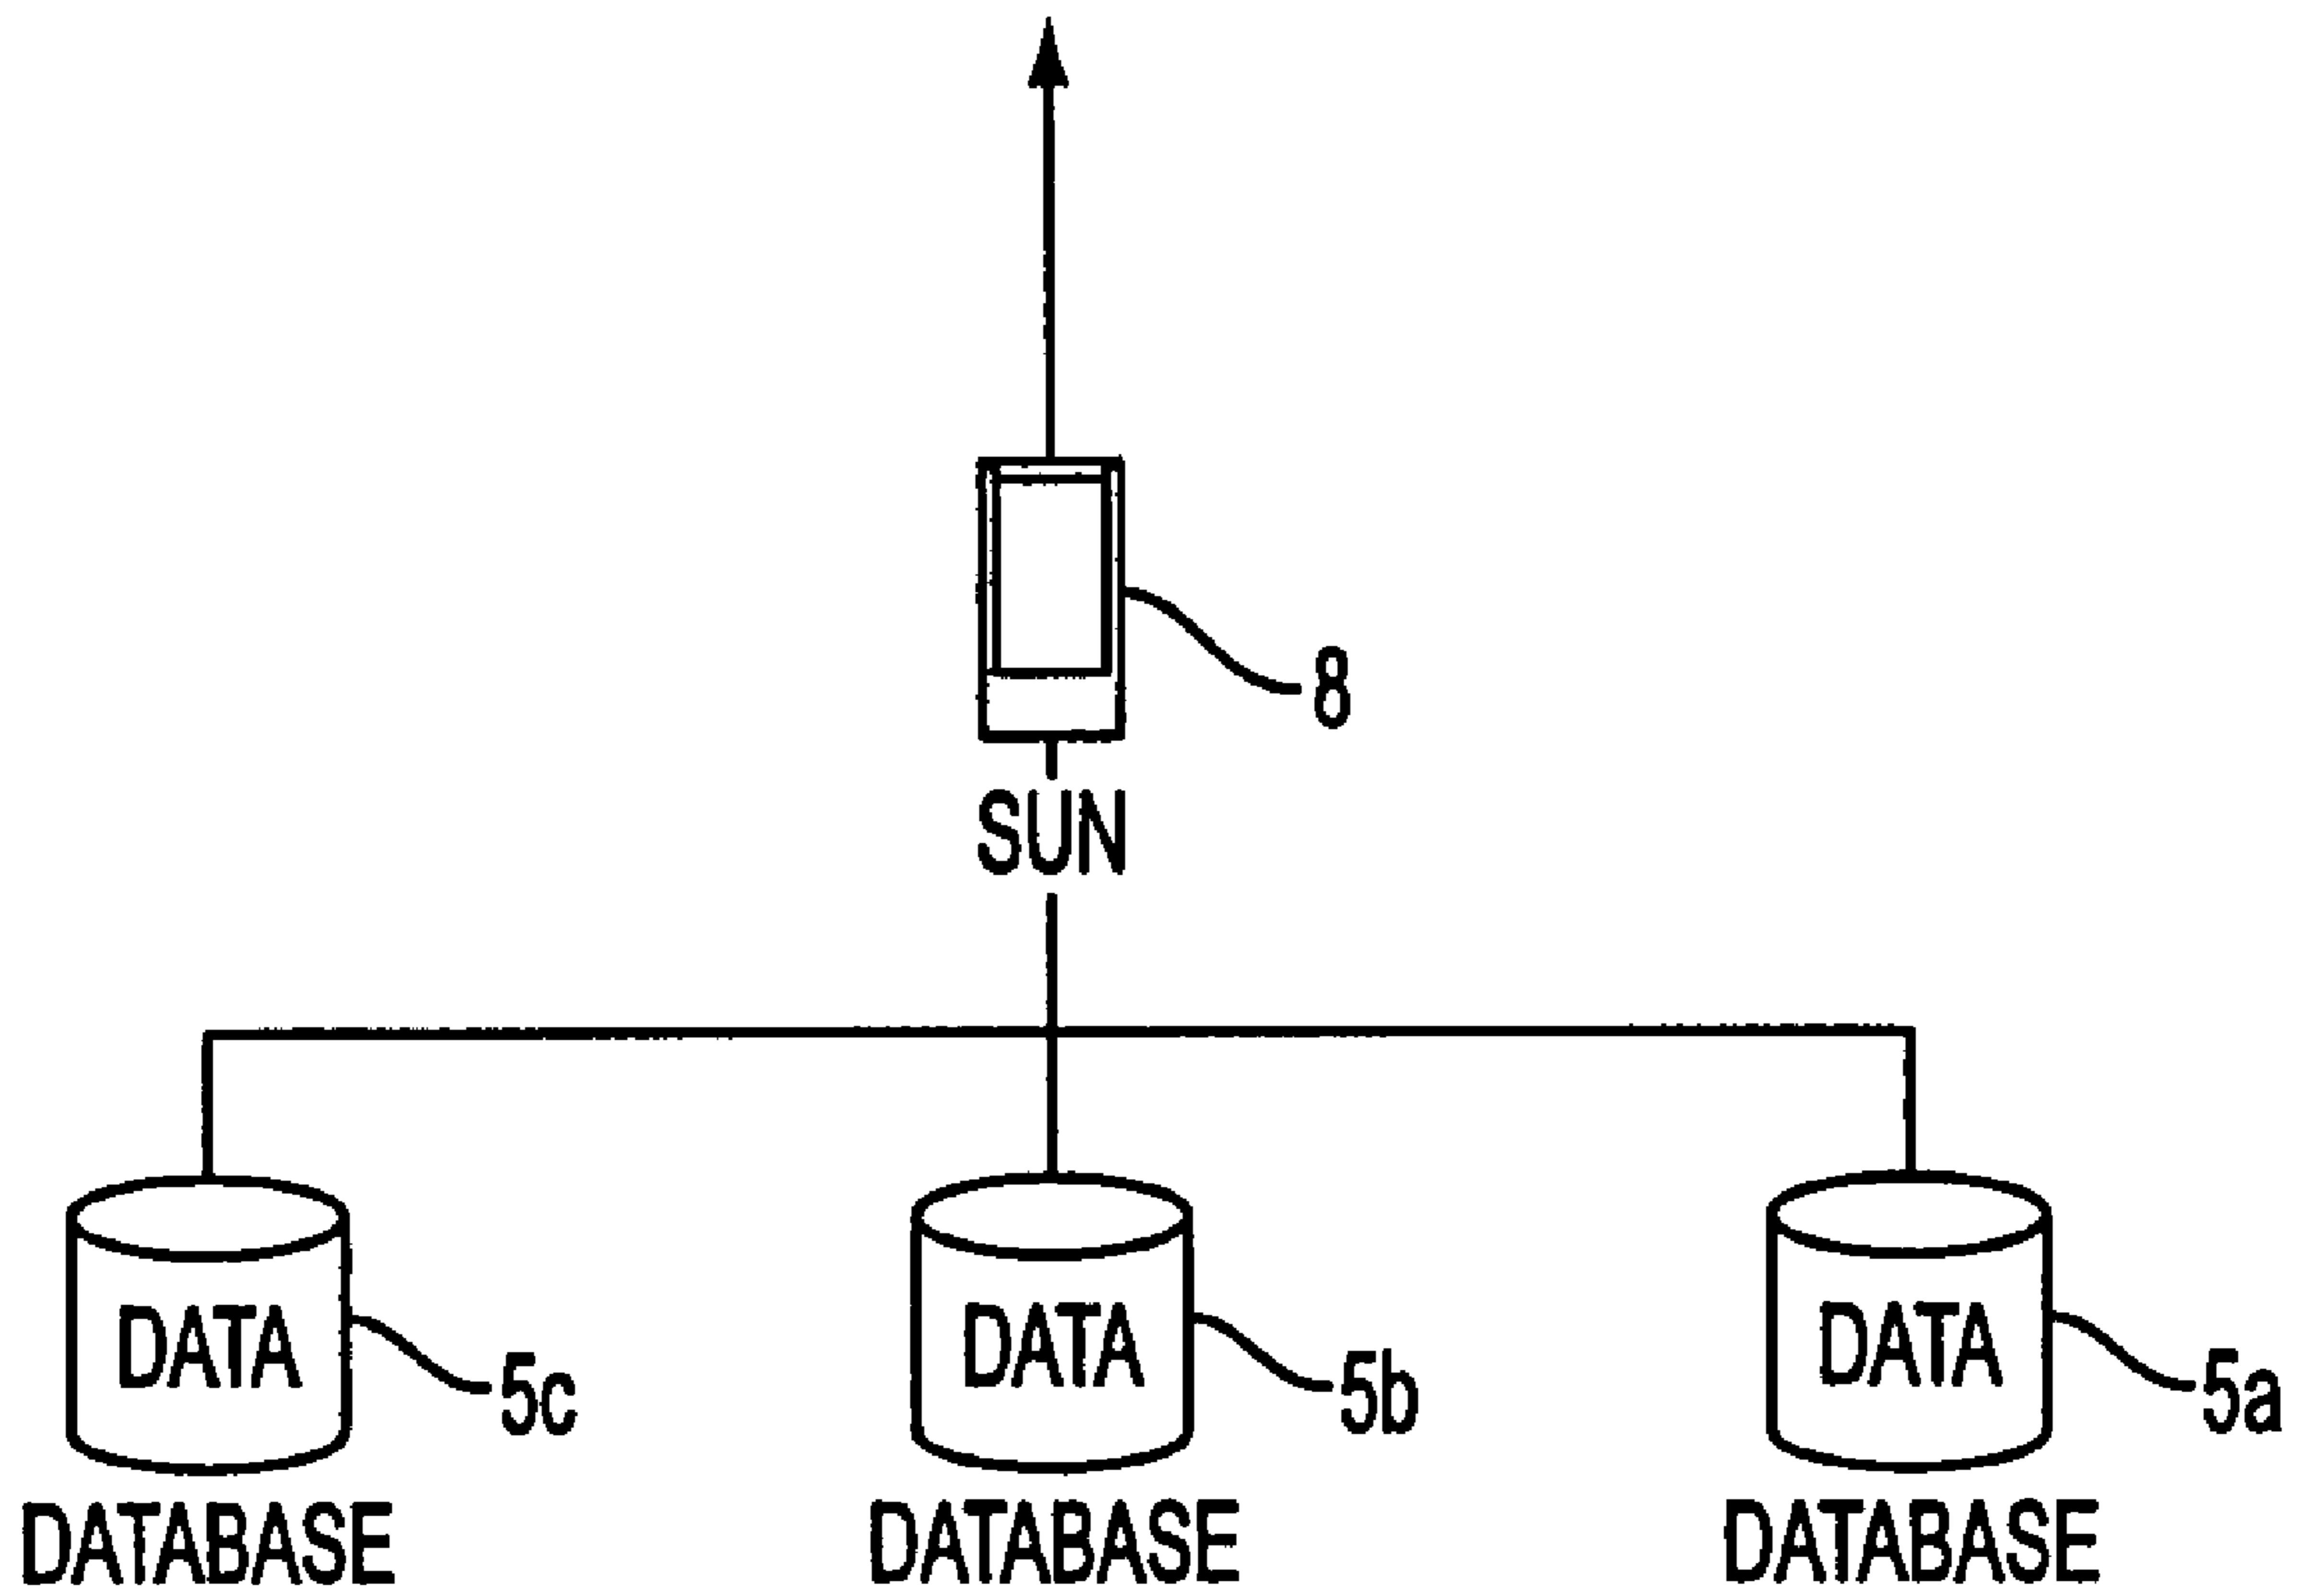 8
SUN
DATA DATA DATA
5c 5b 5a
DATABASE DATABASE DATABASE